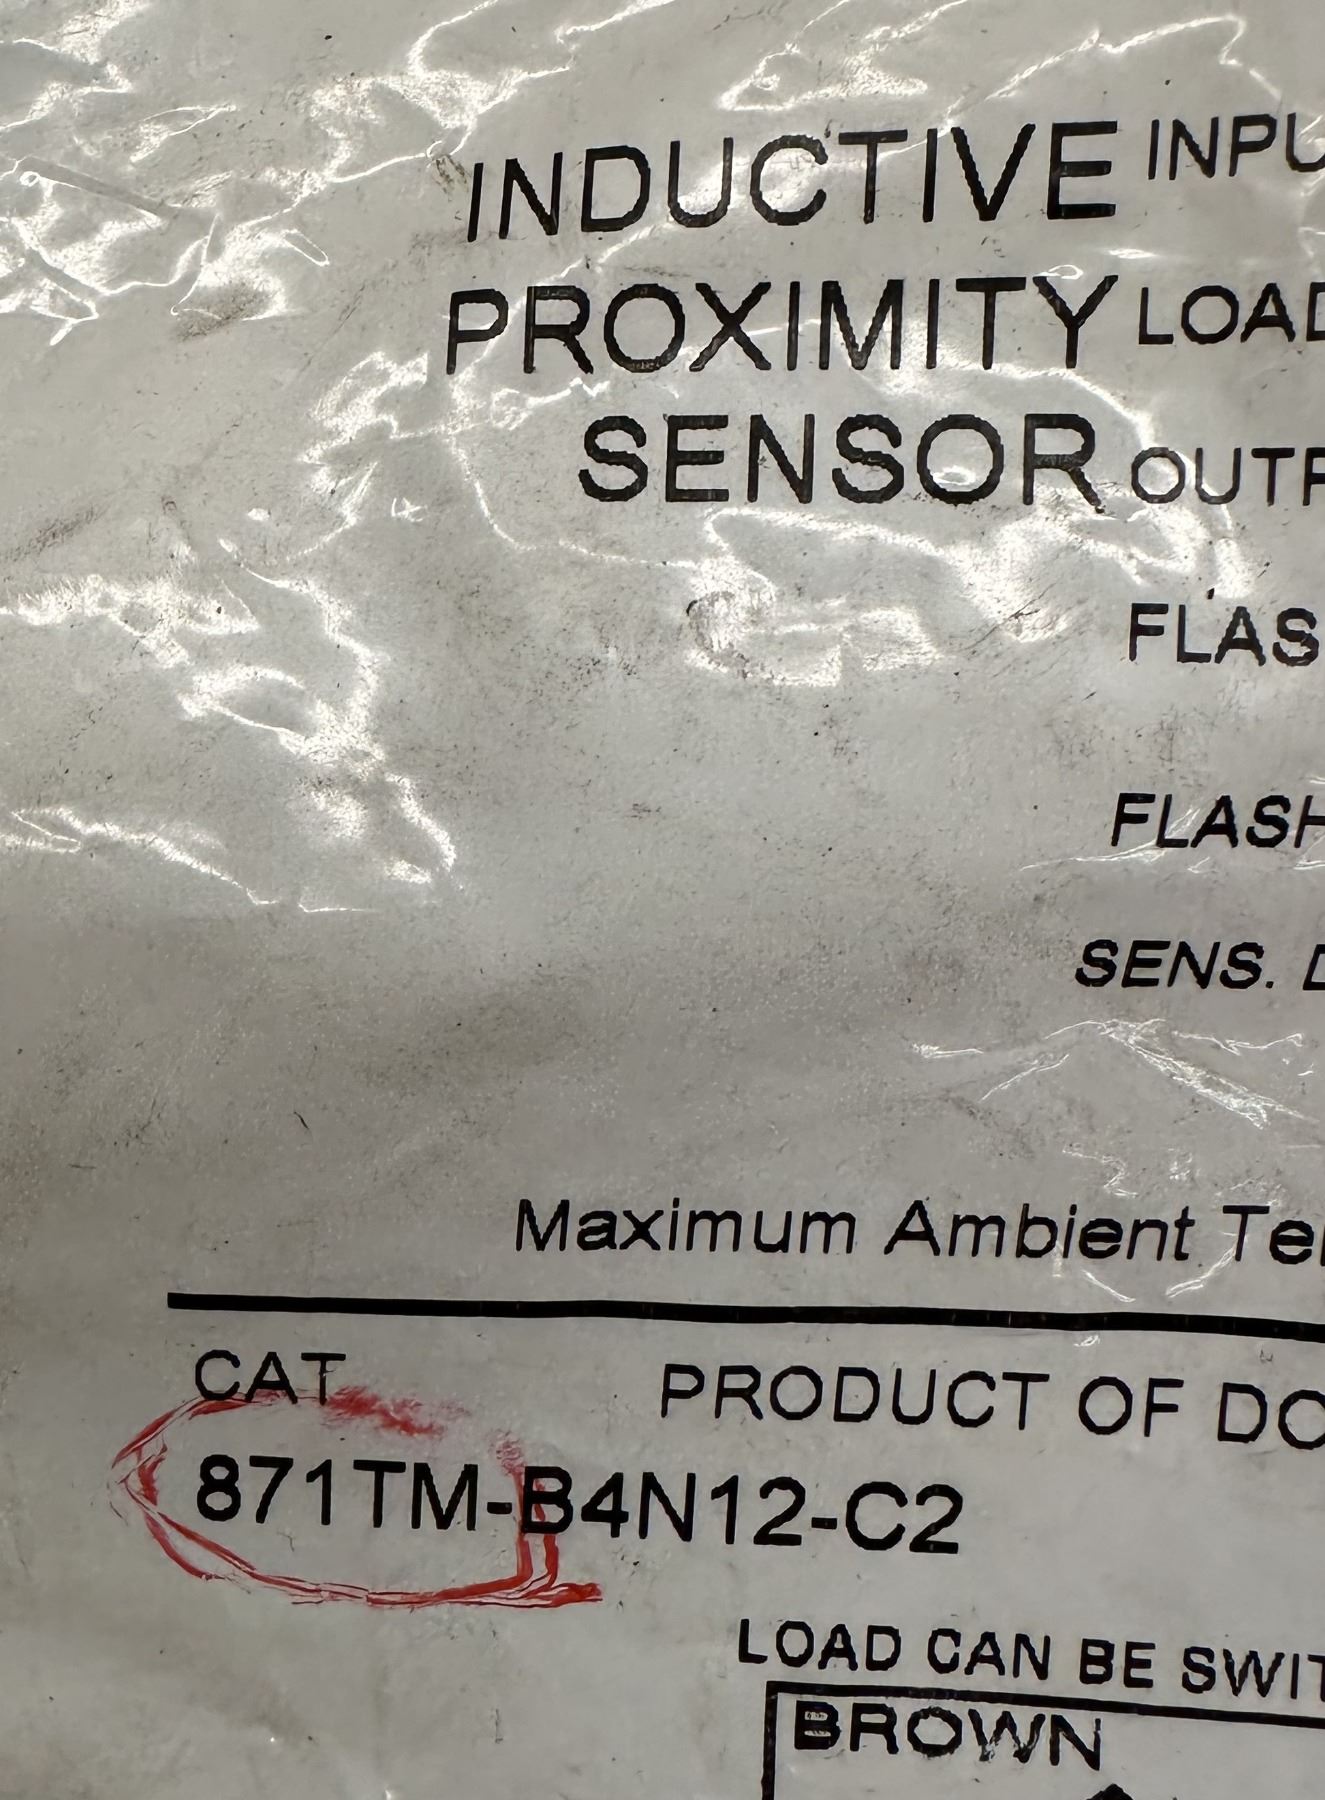 INDUCTIVE INPU
PROXIMITY LOAD
SENSOR OUTP
FLAS
FLASH
SENS. D
Maximum Ambient Te
CAT PRODUCT OF DO
871TM-B4N12-C2
LOAD CAN BE SWIT
BROWN